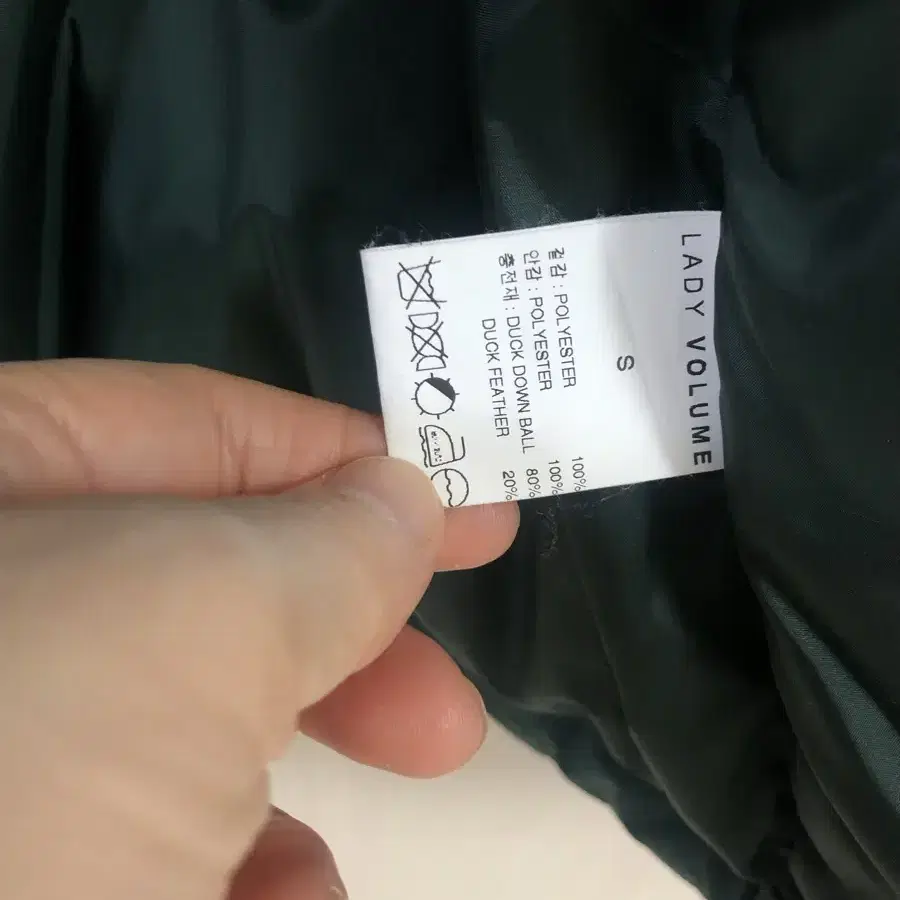 LADY VOLUME
S
겉감 : POLYESTER 100%
안감 : POLYESTER 100%
충전재 : DUCK DOWN BALL 80%
DUCK FEATHER 20%